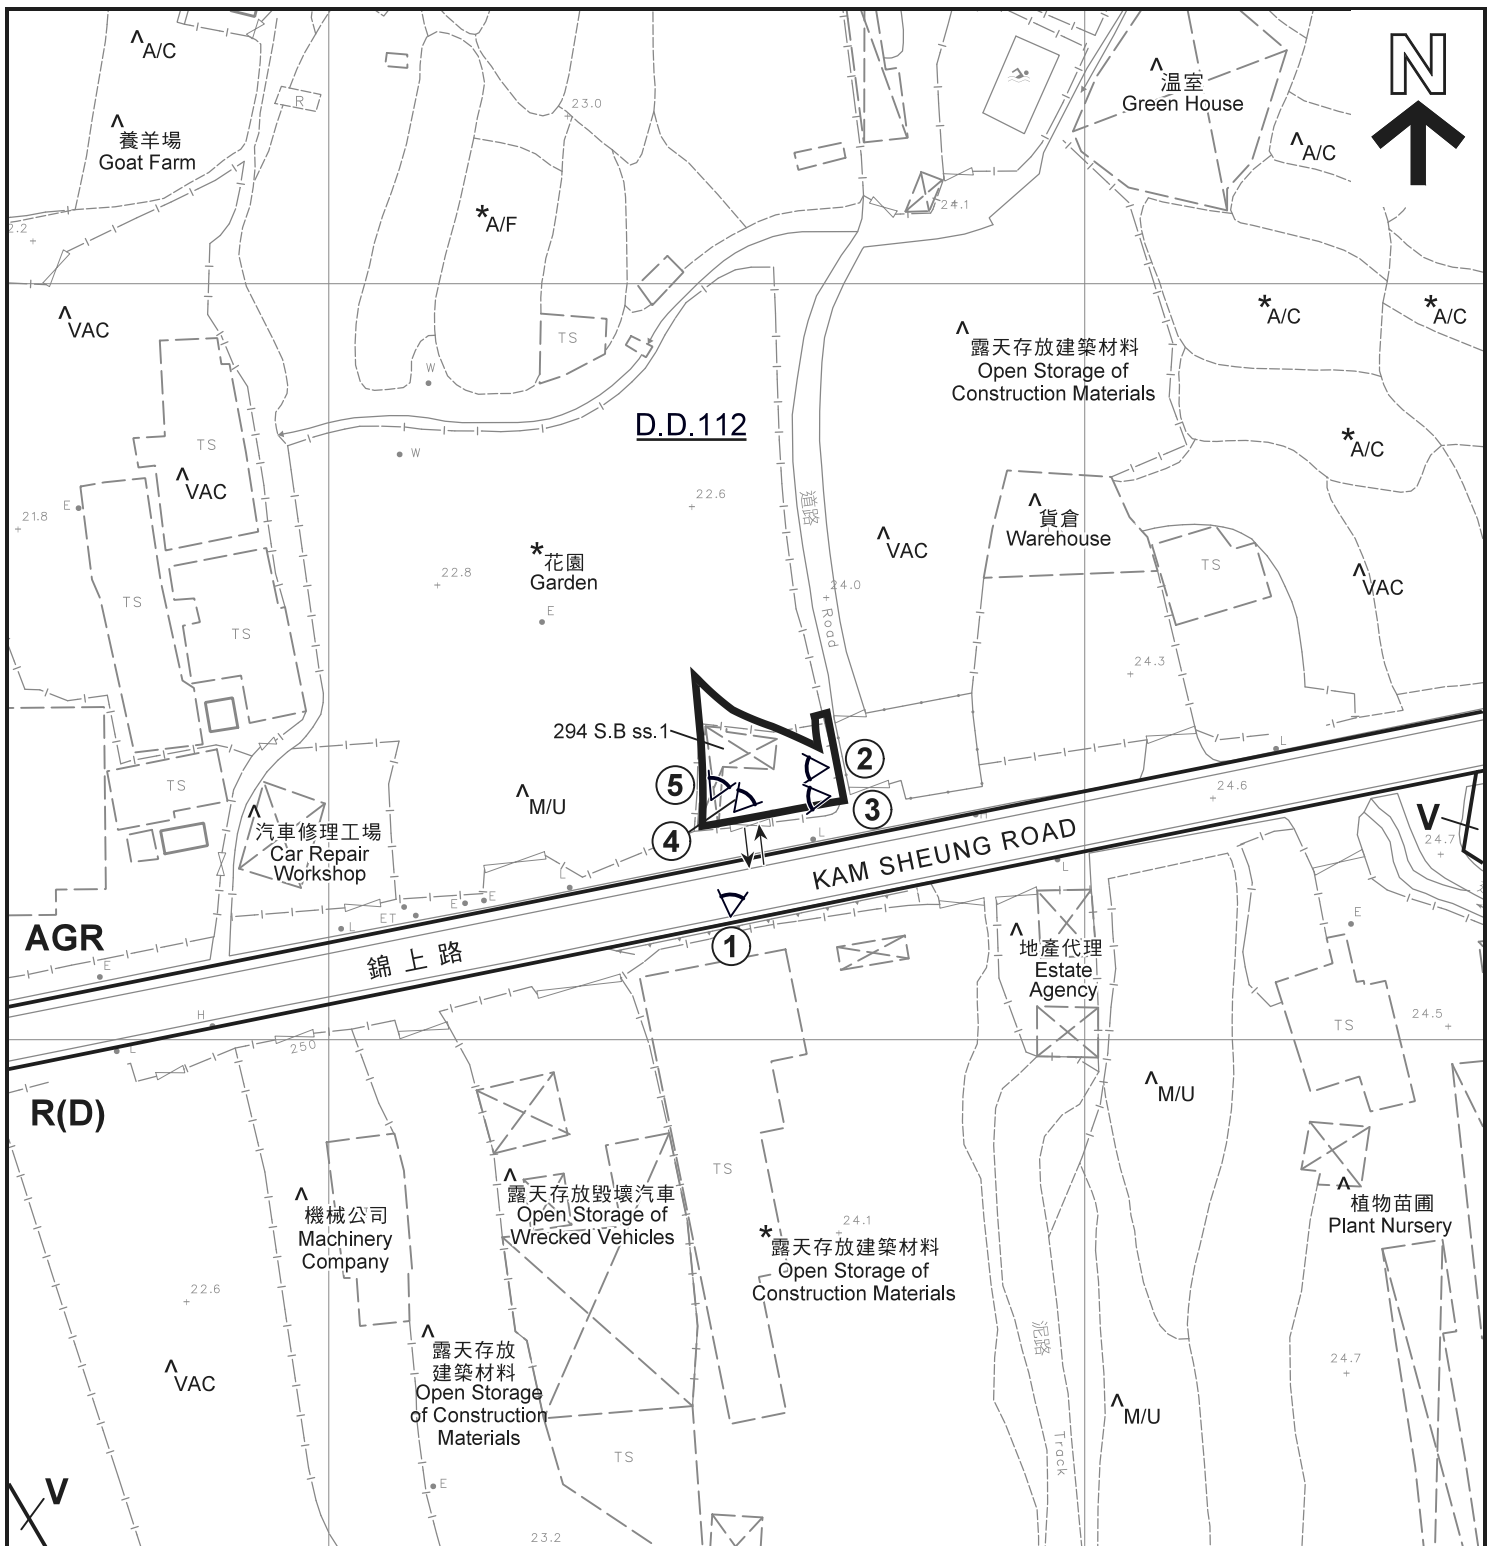 ^A/C
N
^養羊場
Goat Farm
R
23.0
^温室
Green House
^A/C
*A/F
24.1
2.2
^VAC
TS
W
*A/C
*A/C
^露天存放建築材料
Open Storage of
Construction Materials
D.D.112
*A/C
TS
^VAC
W
E
21.8
22.6
道路
Road
^VAC
^貨倉
Warehouse
*花園
Garden
22.8
E
24.0
TS
^VAC
TS
TS
24.3
294 S.B ss.1
TS
^M/U
5
2
3
4
L
24.6
L
H
V
24.7
^汽車修理工場
Car Repair
Workshop
KAM SHEUNG ROAD
L
L
E
E
ET
L
1
AGR
E
錦上路
^地產代理
Estate
Agency
E
H
L
250
TS
24.5
R(D)
^M/U
^機械公司
Machinery
Company
^露天存放毀壞汽車
Open Storage of
Wrecked Vehicles
TS
24.1
*露天存放建築材料
Open Storage of
Construction Materials
^植物苗圃
Plant Nursery
22.6
^VAC
^露天存放
建築材料
Open Storage
of Construction
Materials
泥路
Track
24.7
^M/U
TS
E
V
23.2